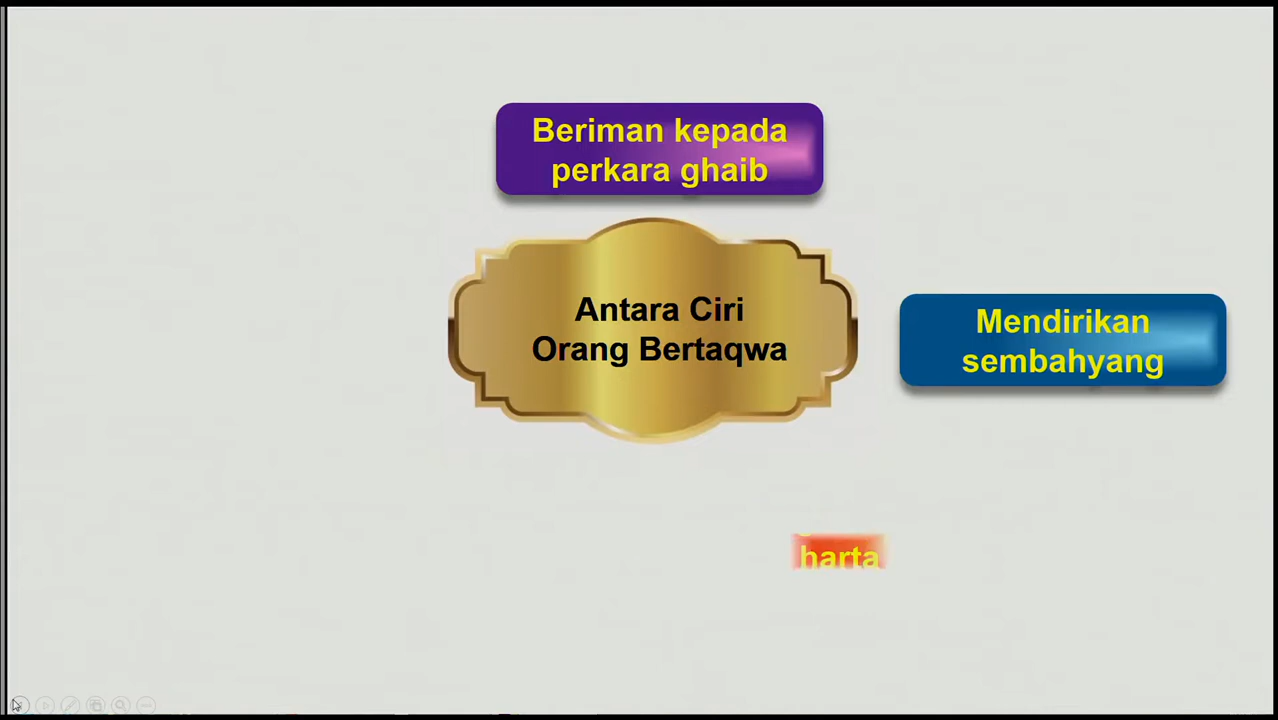 Beriman kepada
perkara ghaib
Antara Ciri
Orang Bertaqwa
Mendirikan
sembahyang
harta